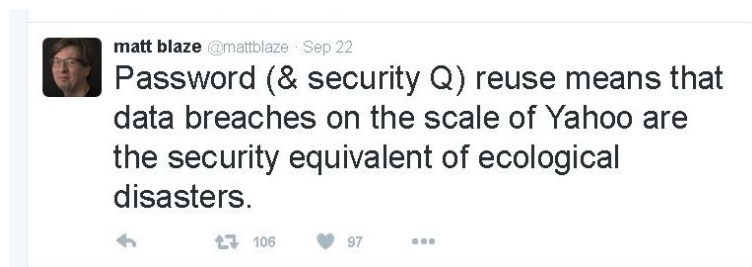 matt blaze @mattblaze · Sep 22
Password (& security Q) reuse means that
data breaches on the scale of Yahoo are
the security equivalent of ecological
disasters.
106 97